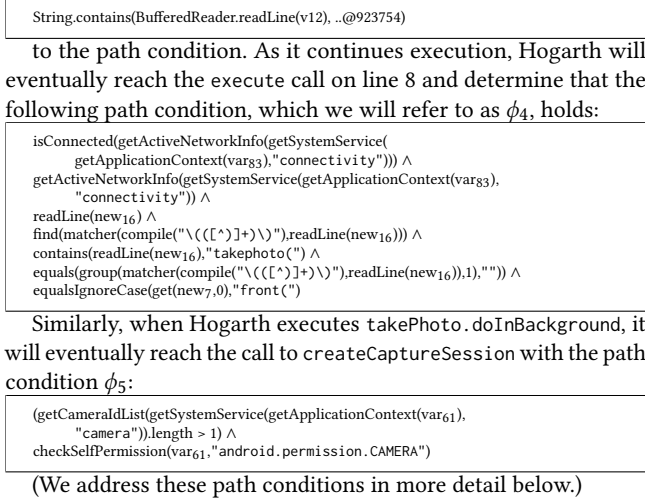 String.contains(BufferedReader.readLine(v12), ..@923754)
to the path condition. As it continues execution, Hogarth will
eventually reach the execute call on line 8 and determine that the
following path condition, which we will refer to as ϕ4, holds:
isConnected(getActiveNetworkInfo(getSystemService(
getApplicationContext(var83),"connectivity"))) ∧
getActiveNetworkInfo(getSystemService(getApplicationContext(var83),
"connectivity")) ∧
readLine(new16) ∧
find(matcher(compile("\(([^)]+)\)"),readLine(new16))) ∧
contains(readLine(new16),"takephoto(") ∧
equals(group(matcher(compile("\(([^)]+)\)"),readLine(new16)),1),"")) ∧
equalsIgnoreCase(get(new7,0),"front(")
Similarly, when Hogarth executes takePhoto.doInBackground, it
will eventually reach the call to createCaptureSession with the path
condition ϕ5:
(getCameraIdList(getSystemService(getApplicationContext(var61),
"camera")).length > 1) ∧
checkSelfPermission(var61,"android.permission.CAMERA")
(We address these path conditions in more detail below.)